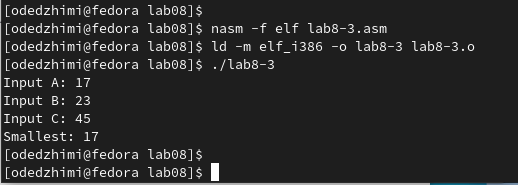 [odedzhimi@fedora lab08]$
[odedzhimi@fedora lab08]$ nasm -f elf lab8-3.asm
[odedzhimi@fedora lab08]$ ld -m elf_i386 -o lab8-3 lab8-3.o
[odedzhimi@fedora lab08]$ ./lab8-3
Input A: 17
Input B: 23
Input C: 45
Smallest: 17
[odedzhimi@fedora lab08]$
[odedzhimi@fedora lab08]$